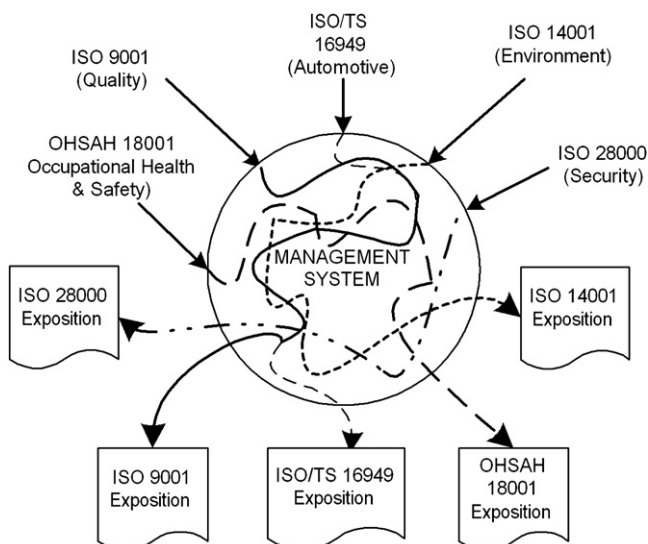 ISO/TS
16949
(Automotive)
ISO 14001
(Environment)
ISO 9001
(Quality)
OHSAH 18001
Occupational Health
& Safety)
ISO 28000
(Security)
MANAGEMENT
SYSTEM
ISO 28000
Exposition
ISO 14001
Exposition
ISO 9001
Exposition
ISO/TS 16949
Exposition
OHSAH
18001
Exposition